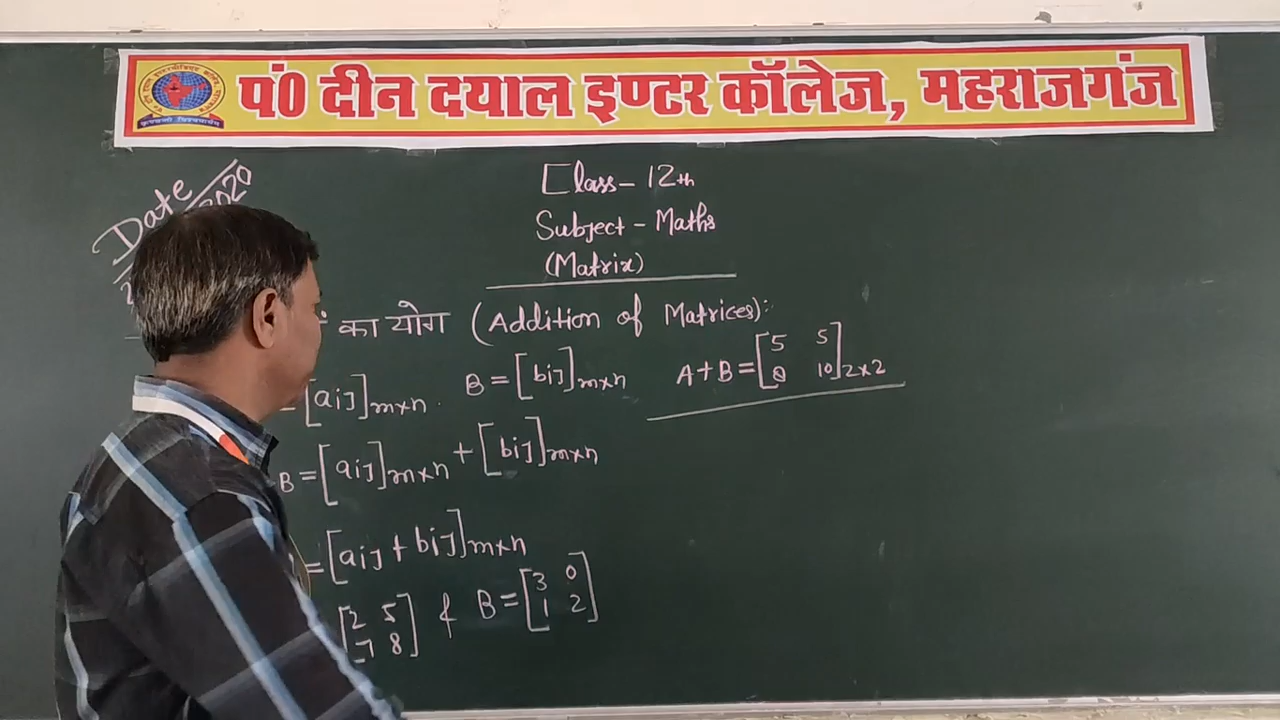 पं0 दीन दयाल इण्टर कॉलेज, महराजगंज
Date
2020
Class - 12th
Subject - Maths
(Matrix)
का योग (Addition of Matrices):
= [aij]m×n . B = [bij]m×n
B = [aij]m×n + [bij]m×n
= [aij + bij]m×n
[2 5
7 8] & B = [3 0
1 2]
A+B = [5 5
8 10]2×2